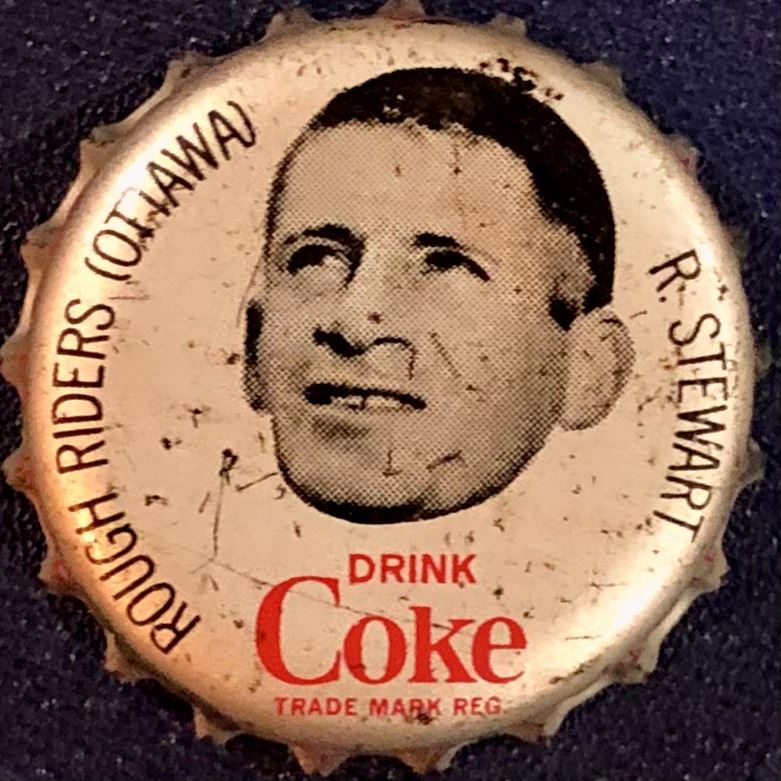 ROUGH RIDERS (OTTAWA)
R. STEWART
DRINK
Coke
TRADE MARK REG.